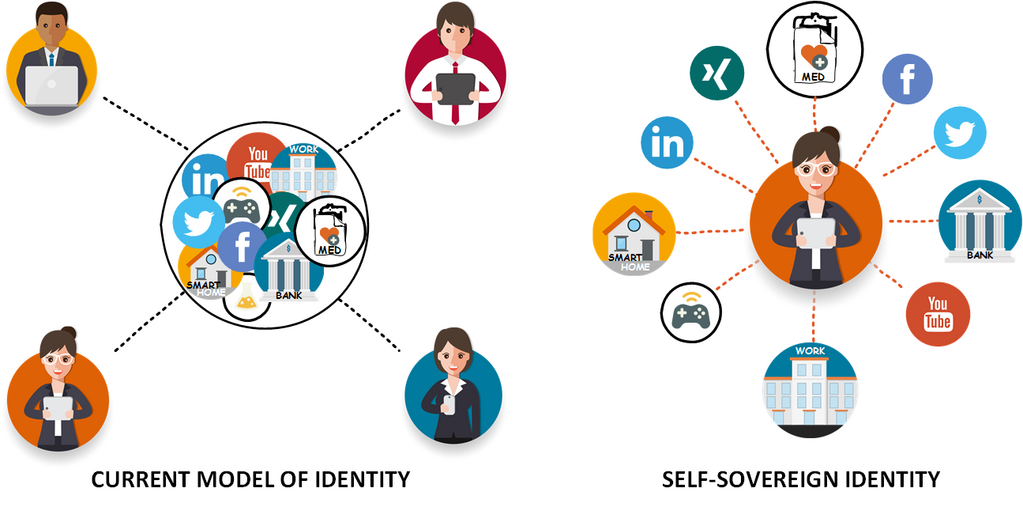 WORK
You
Tube
in
f
MED
SMART
HOME
BANK
CURRENT MODEL OF IDENTITY
MED
f
in
SMART
HOME
BANK
You
Tube
WORK
SELF-SOVEREIGN IDENTITY